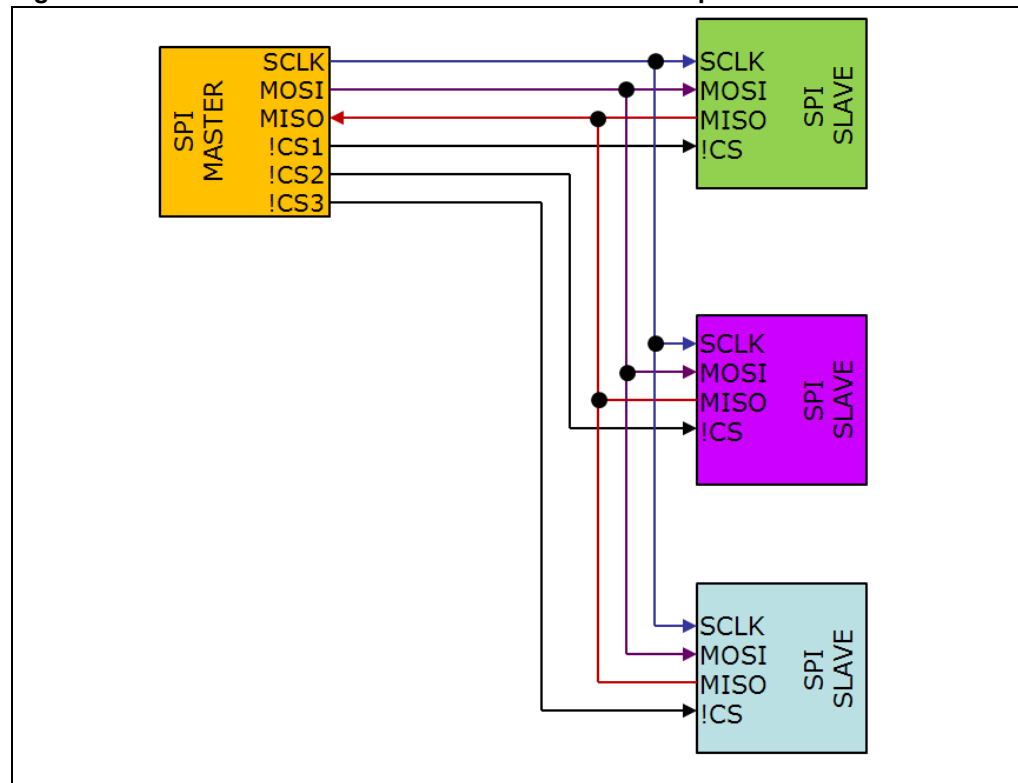 SPI
MASTER
SCLK
MOSI
MISO
!CS1
!CS2
!CS3
SCLK
MOSI
MISO
!CS
SPI
SLAVE
SCLK
MOSI
MISO
!CS
SPI
SLAVE
SCLK
MOSI
MISO
!CS
SPI
SLAVE